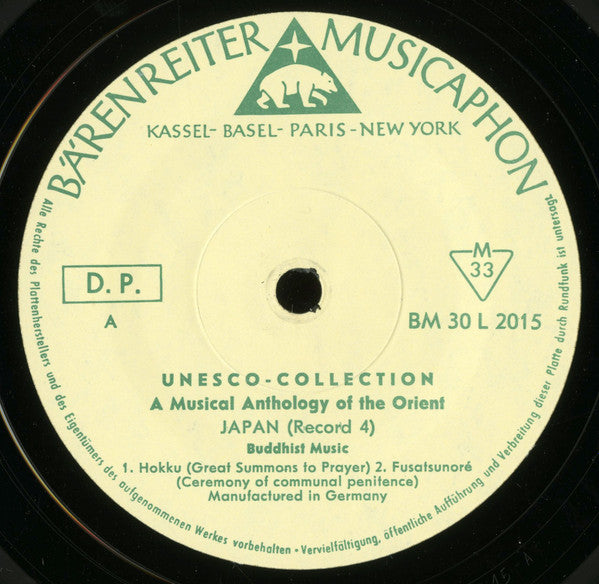 BÄRENREITER MUSICAPHON
KASSEL- BASEL- PARIS - NEW YORK
D. P.
A
M
33
BM 30 L 2015
UNESCO - COLLECTION
A Musical Anthology of the Orient
JAPAN (Record 4)
Buddhist Music
1. Hokku (Great Summons to Prayer) 2. Fusatsunoré
(Ceremony of communal penitence)
Manufactured in Germany
Alle Rechte des Plattenherstellers und des Eigentümers des aufgenommenen Werkes vorbehalten • Vervielfältigung, öffentliche Aufführung und Verbreitung dieser Platte durch Rundfunk ist untersagt.